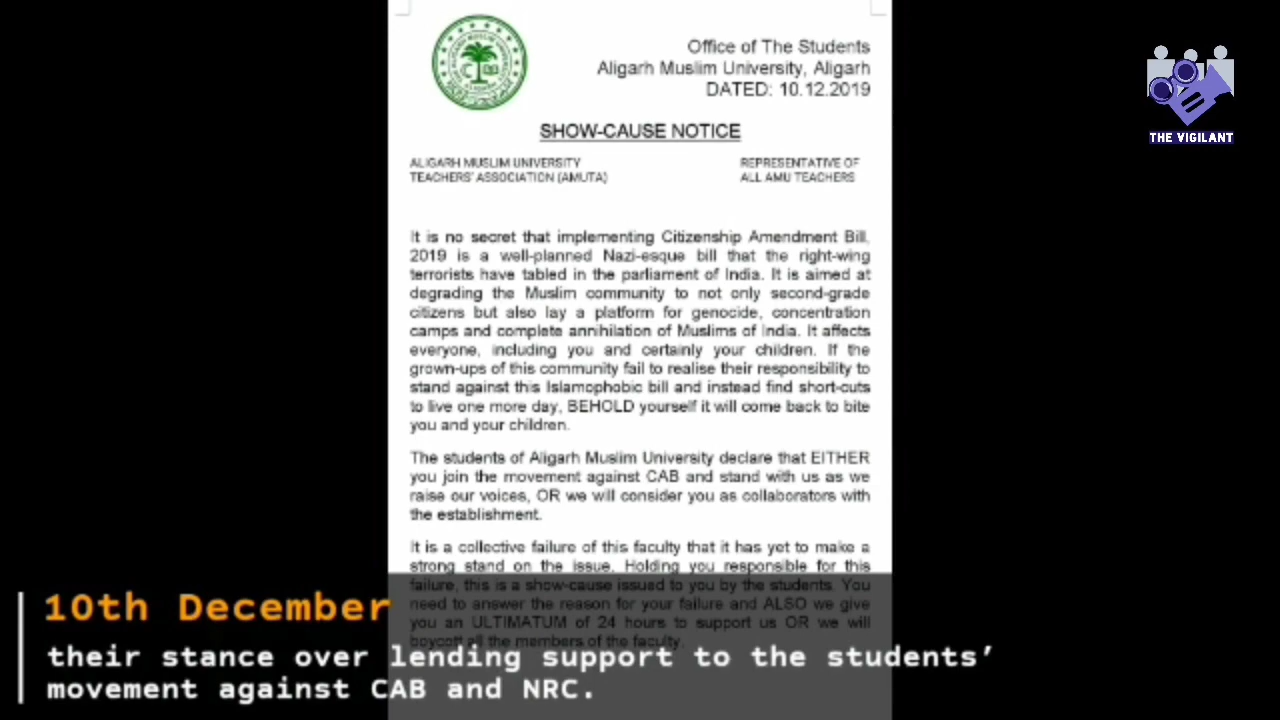 Office of The Students
Aligarh Muslim University, Aligarh
DATED: 10.12.2019
THE VIGILANT
SHOW-CAUSE NOTICE
ALIGARH MUSLIM UNIVERSITY
TEACHERS' ASSOCIATION (AMUTA)
REPRESENTATIVE OF
ALL AMU TEACHERS
It is no secret that implementing Citizenship Amendment Bill,
2019 is a well-planned Nazi-esque bill that the right-wing
terrorists have tabled in the parliament of India. It is aimed at
degrading the Muslim community to not only second-grade
citizens but also lay a platform for genocide, concentration
camps and complete annihilation of Muslims of India. It affects
everyone, including you and certainly your children. If the
grown-ups of this community fail to realise their responsibility to
stand against this Islamophobic bill and instead find short-cuts
to live one more day, BEHOLD yourself it will come back to bite
you and your children.
The students of Aligarh Muslim University declare that EITHER
you join the movement against CAB and stand with us as we
raise our voices, OR we will consider you as collaborators with
the establishment.
It is a collective failure of this faculty that it has yet to make a
strong stand on the issue. Holding you responsible for this
failure, this is a show-cause issued to you by the students. You
need to answer the reason for your failure and ALSO we give
you an ULTIMATUM of 24 hours to support us OR we will
boycott all the members of the faculty.
10th December
their stance over lending support to the students'
movement against CAB and NRC.